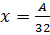 x = A/32